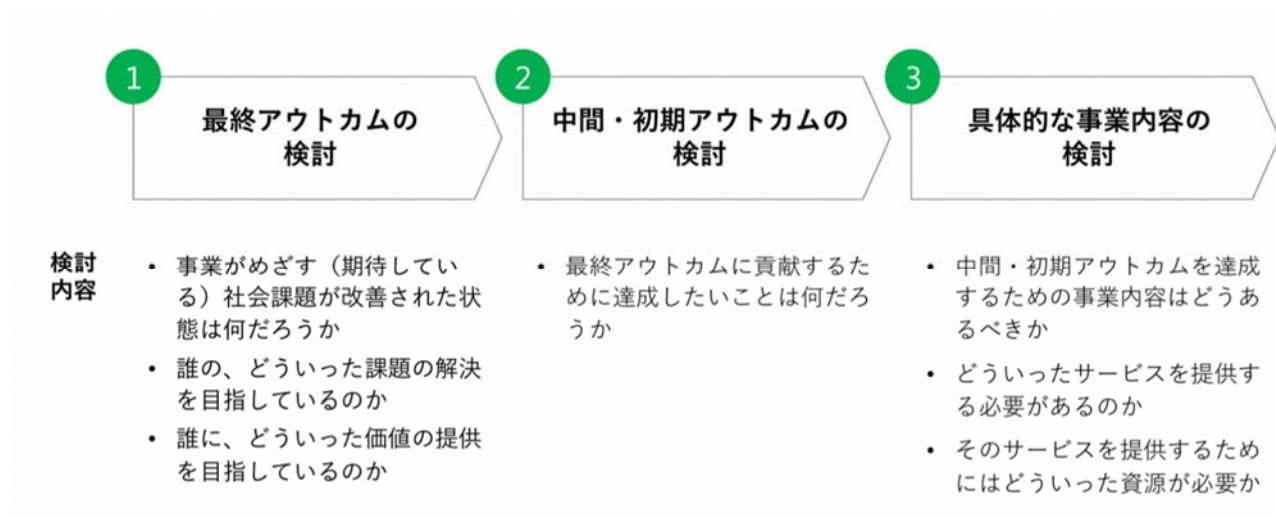 1
最終アウトカムの
検討
2
中間・初期アウトカムの
検討
3
具体的な事業内容の
検討
検討
内容
• 事業がめざす（期待してい
る）社会課題が改善された状
態は何だろうか
• 誰の、どういった課題の解決
を目指しているのか
• 誰に、どういった価値の提供
を目指しているのか
• 最終アウトカムに貢献するた
めに達成したいことは何だろ
うか
• 中間・初期アウトカムを達成
するための事業内容はどうあ
るべきか
• どういったサービスを提供す
る必要があるのか
• そのサービスを提供するため
にはどういった資源が必要か